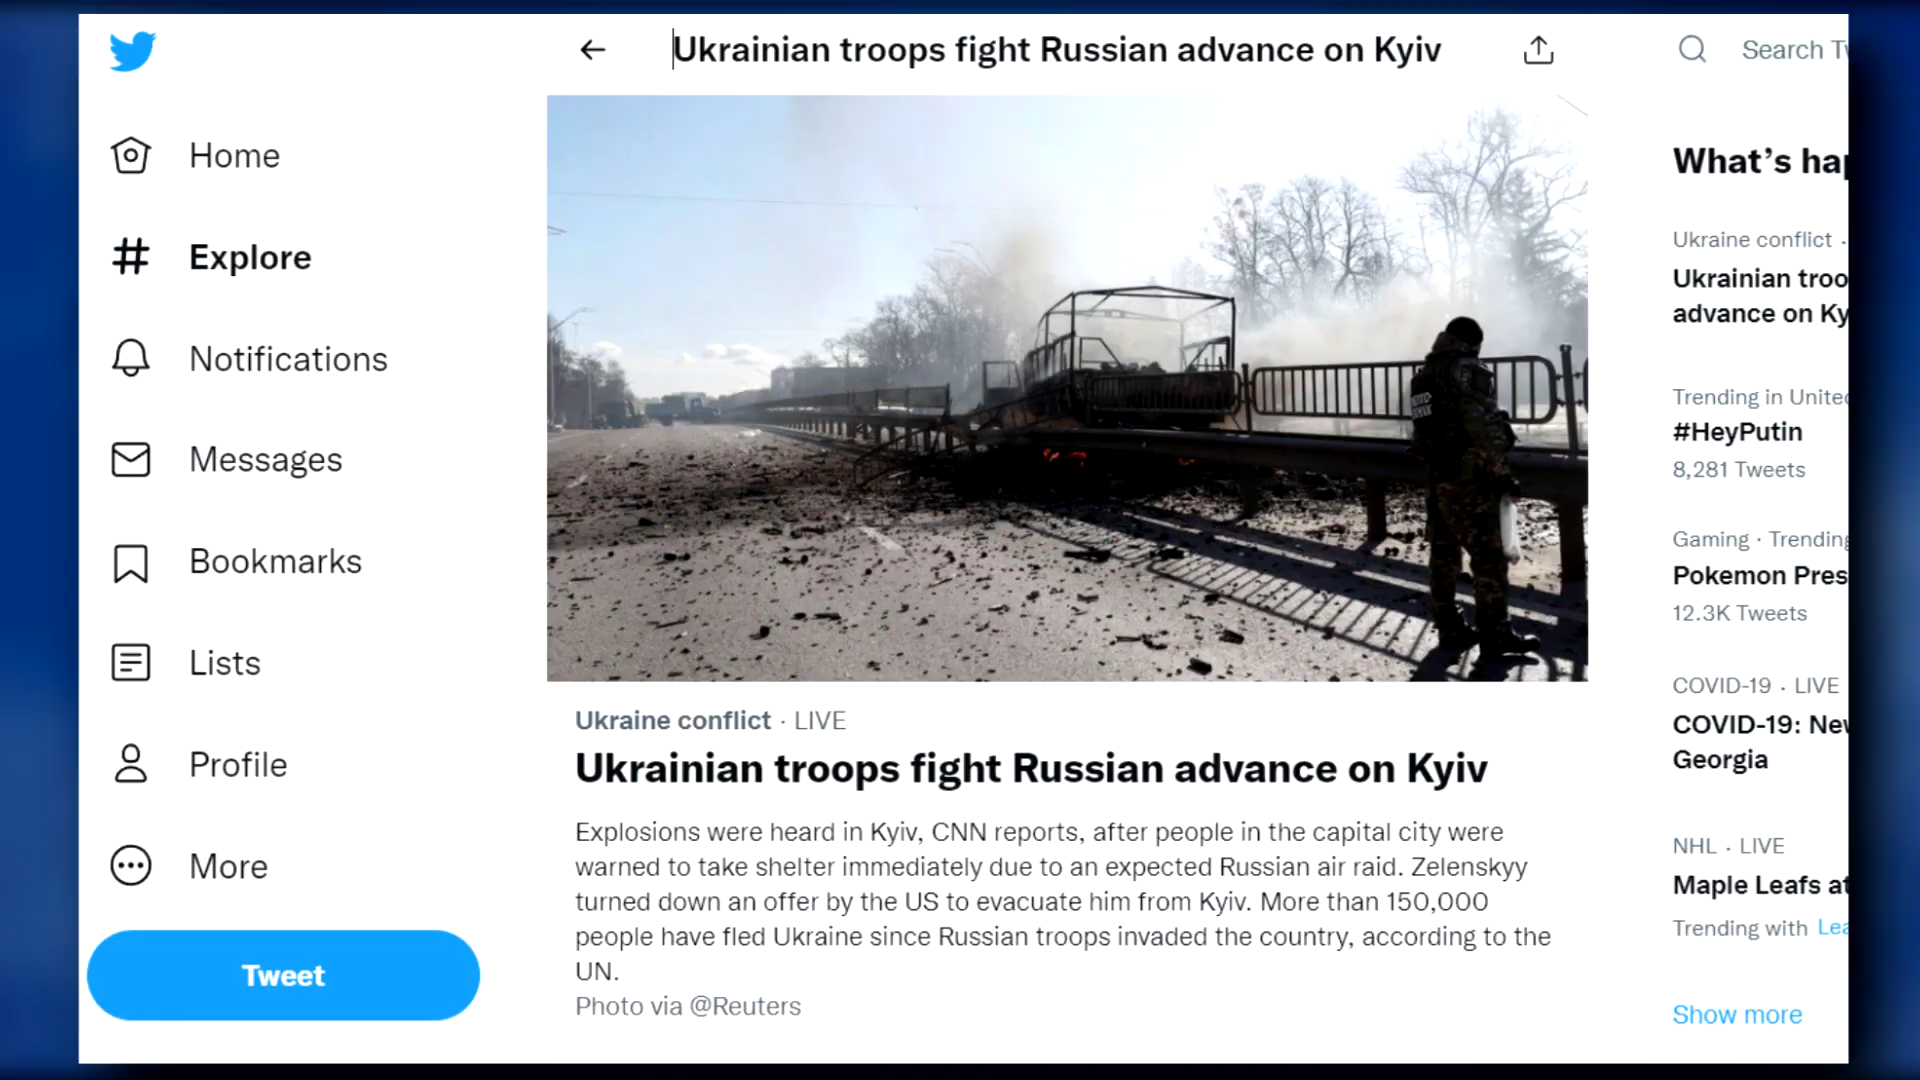 Ukrainian troops fight Russian advance on Kyiv
Search Tw
Home
Explore
Notifications
Messages
Bookmarks
Lists
Profile
More
Tweet
Ukraine conflict · LIVE
Ukrainian troops fight Russian advance on Kyiv
Explosions were heard in Kyiv, CNN reports, after people in the capital city were
warned to take shelter immediately due to an expected Russian air raid. Zelenskyy
turned down an offer by the US to evacuate him from Kyiv. More than 150,000
people have fled Ukraine since Russian troops invaded the country, according to the
UN.
Photo via @Reuters
What's hap
Ukraine conflict ·
Ukrainian troo
advance on Ky
Trending in United
#HeyPutin
8,281 Tweets
Gaming · Trending
Pokemon Pres
12.3K Tweets
COVID-19 · LIVE
COVID-19: New
Georgia
NHL · LIVE
Maple Leafs at
Trending with Lea
Show more